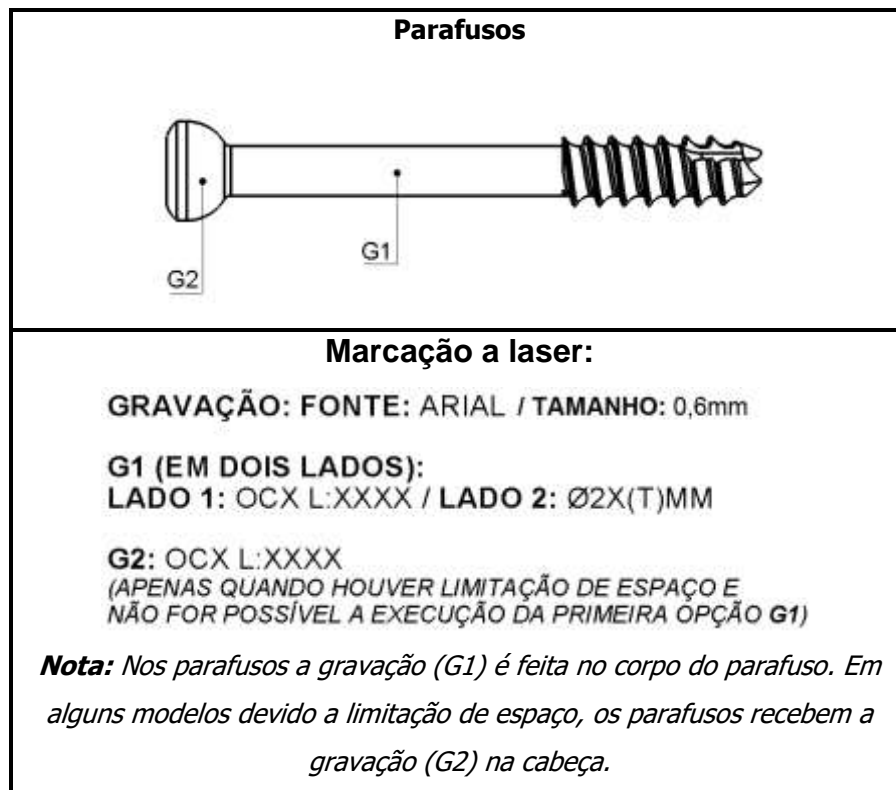 Parafusos
G2
G1
Marcação a laser:
GRAVAÇÃO: FONTE: ARIAL / TAMANHO: 0,6mm
G1 (EM DOIS LADOS):
LADO 1: OCX L:XXXX / LADO 2: Ø2X(T)MM
G2: OCX L:XXXX
(APENAS QUANDO HOUVER LIMITAÇÃO DE ESPAÇO E
NÃO FOR POSSÍVEL A EXECUÇÃO DA PRIMEIRA OPÇÃO G1)
Nota: Nos parafusos a gravação (G1) é feita no corpo do parafuso. Em
alguns modelos devido a limitação de espaço, os parafusos recebem a
gravação (G2) na cabeça.